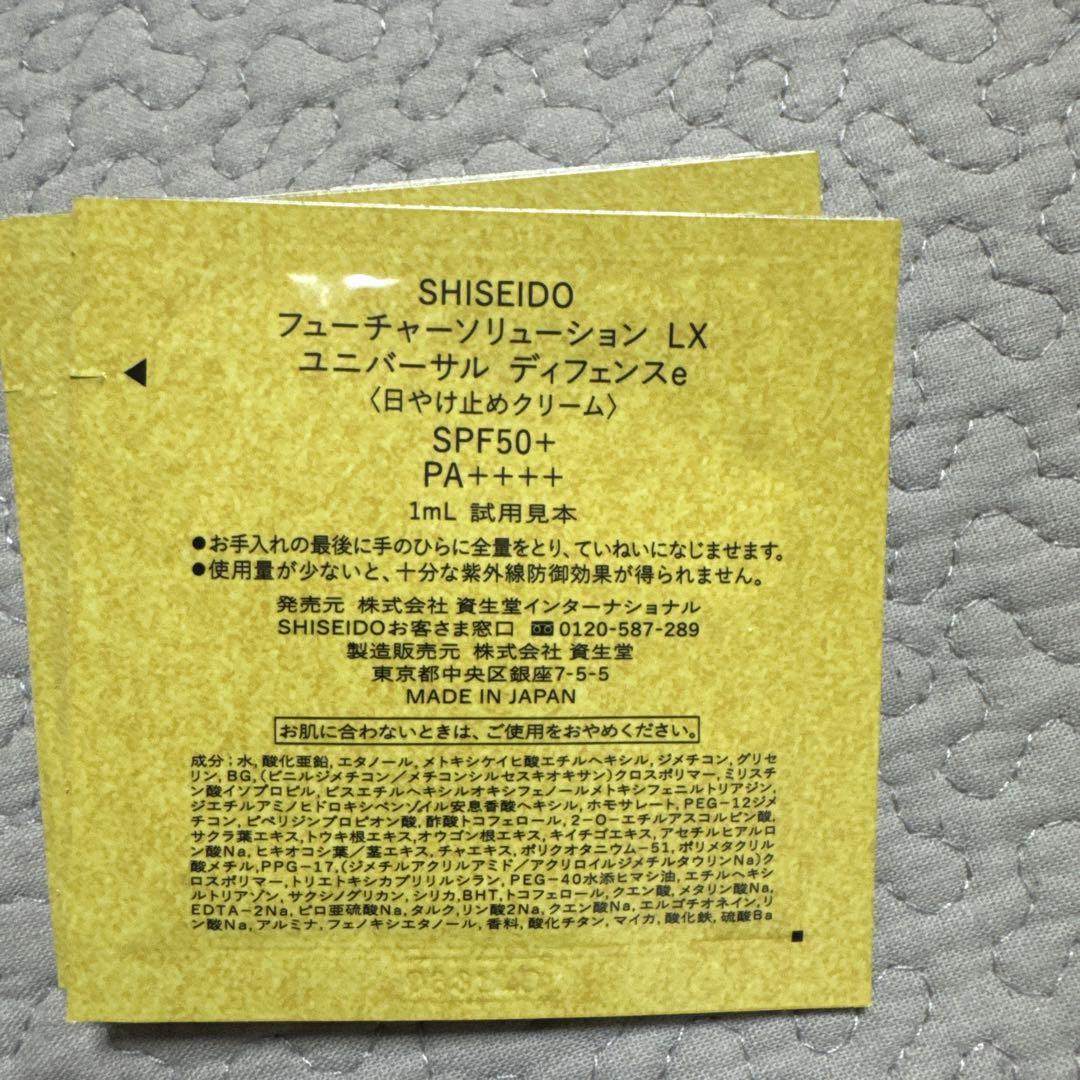 SHISEIDO
フューチャーソリューション LX
ユニバーサル ディフェンスe
〈日やけ止めクリーム〉
SPF50+
PA++++
1mL 試用見本
●お手入れの最後に手のひらに全量をとり、ていねいになじませます。
●使用量が少ないと、十分な紫外線防御効果が得られません。
発売元 株式会社 資生堂インターナショナル
SHISEIDOお客さま窓口 0120-587-289
製造販売元 株式会社 資生堂
東京都中央区銀座7-5-5
MADE IN JAPAN
お肌に合わないときは、ご使用をおやめください。
成分:水,酸化亜鉛,エタノール,メトキシケイヒ酸エチルヘキシル,ジメチコン,グリセ
リン,BG,(ビニルジメチコン/メチコンシルセスキオキサン)クロスポリマー,ミリスチ
ン酸イソプロピル,ビスエチルヘキシルオキシフェノールメトキシフェニルトリアジン,
ジエチルアミノヒドロキシベンゾイル安息香酸ヘキシル,ホモサレート,PEG-12ジメ
チコン,ピペリジンプロピオン酸,酢酸トコフェロール,2-O-エチルアスコルビン酸,
サクラ葉エキス,トウキ根エキス,オウゴン根エキス,キイチゴエキス,アセチルヒアルロ
ン酸Na,ヒキオコシ葉/茎エキス,チャエキス,ポリクオタニウム-51,ポリメタクリル
酸メチル,PPG-17,(ジメチルアクリルアミド/アクリロイルジメチルタウリンNa)ク
ロスポリマー,トリエトキシカプリリルシラン,PEG-40水添ヒマシ油,エチルヘキシ
ルトリアゾン,サクシノグリカン,シリカ,BHT,トコフェロール,クエン酸,メタリン酸Na,
EDTA-2Na,ピロ亜硫酸Na,タルク,リン酸2Na,クエン酸Na,エルゴチオネイン,リ
ン酸Na,アルミナ,フェノキシエタノール,香料,酸化チタン,マイカ,酸化鉄,硫酸Ba